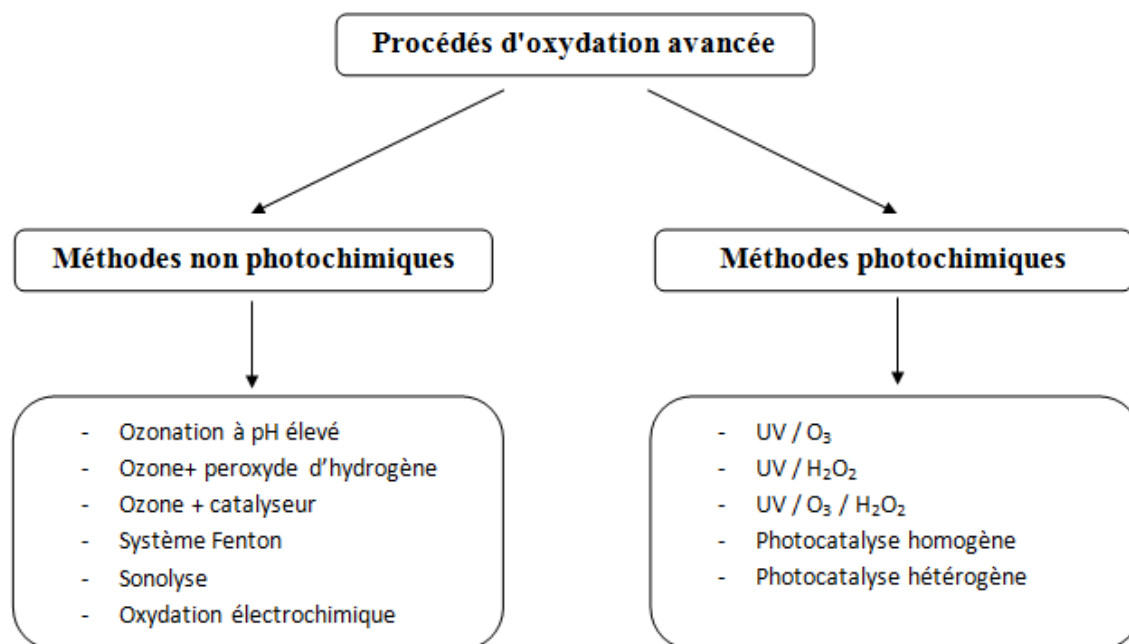 Procédés d'oxydation avancée
Méthodes non photochimiques
Méthodes photochimiques
- Ozonation à pH élevé
- Ozone+ peroxyde d’hydrogène
- Ozone + catalyseur
- Système Fenton
- Sonolyse
- Oxydation électrochimique
- UV / O₃
- UV / H₂O₂
- UV / O₃ / H₂O₂
- Photocatalyse homogène
- Photocatalyse hétérogène